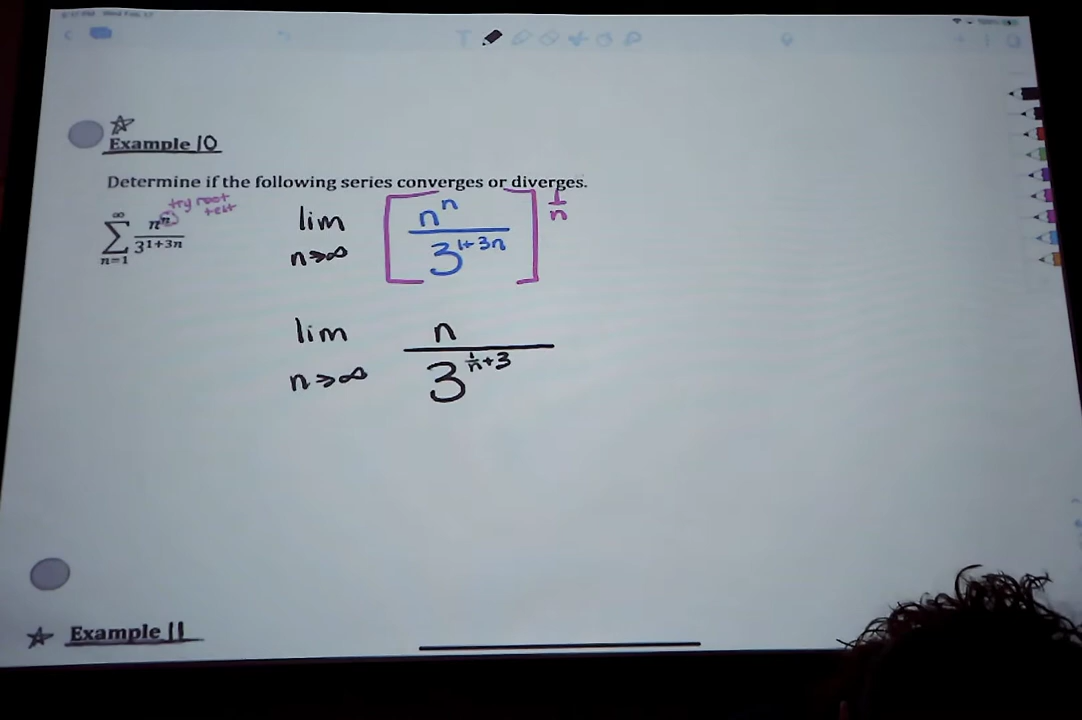 Example 10
Determine if the following series converges or diverges.
try root test
∞
∑ n^n / 3^{1+3n}
n=1
lim n→∞ [ n^n / 3^{1+3n} ]^{1/n}
lim n→∞ n / 3^{1/n+3}
Example 11